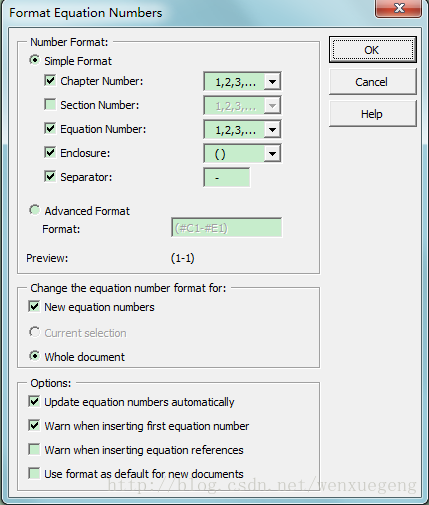 Format Equation Numbers
Number Format:
Simple Format
Chapter Number: 1,2,3,...
Section Number: 1,2,3,...
Equation Number: 1,2,3,...
Enclosure: ()
Separator: -
Advanced Format
Format: (#C1-#E1)
Preview: (1-1)
Change the equation number format for:
New equation numbers
Current selection
Whole document
Options:
Update equation numbers automatically
Warn when inserting first equation number
Warn when inserting equation references
Use format as default for new documents
OK
Cancel
Help
http://blog.csdn.net/wenxuegeng